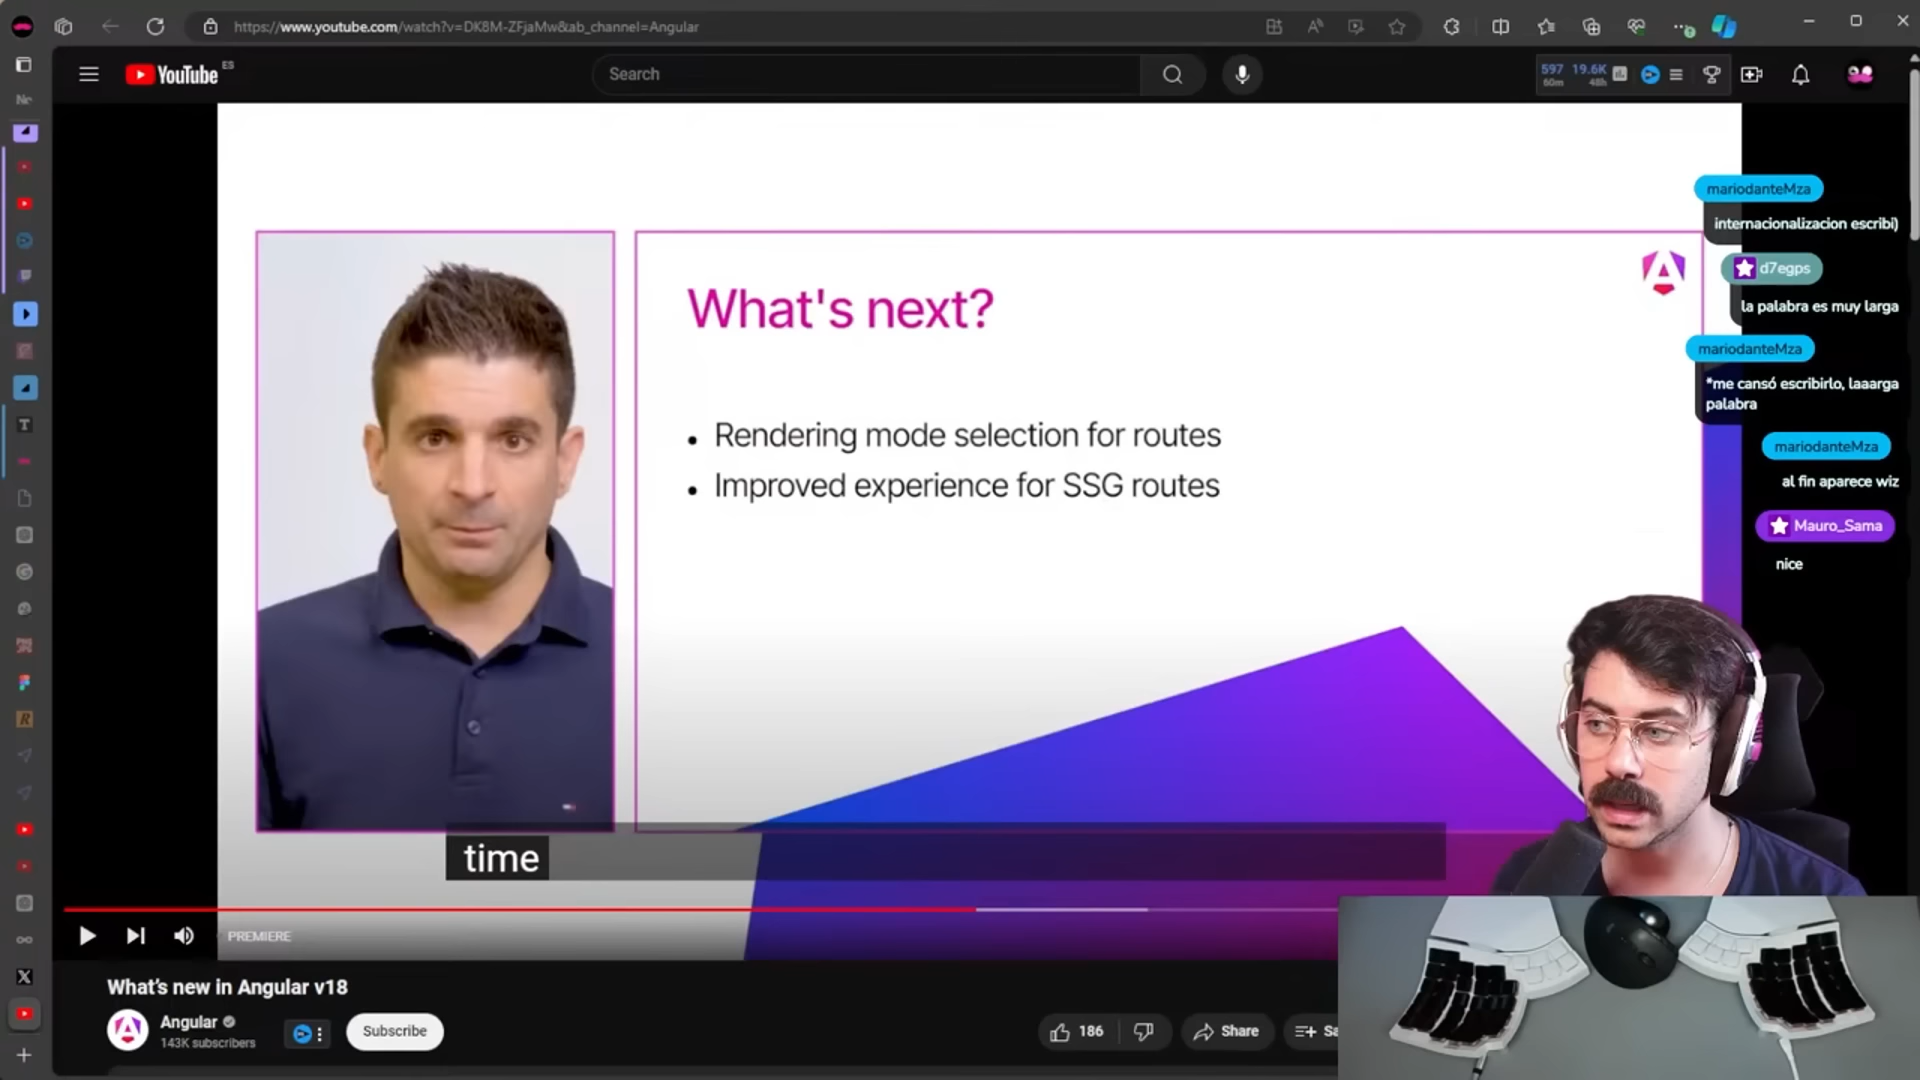 https://www.youtube.com/watch?v=DK8M-ZFjaMw&ab_channel=Angular
YouTube ES
Search
597 19.6K
60m 48h
mariodanteMza
internacionalizacion escribi)
d7egps
la palabra es muy larga
mariodanteMza
*me cansó escribirlo, laaarga
palabra
mariodanteMza
al fin aparece wiz
Mauro_Sama
nice
What's next?
• Rendering mode selection for routes
• Improved experience for SSG routes
time
PREMIERE
What's new in Angular v18
Angular
143K subscribers
Subscribe
186
Share
Sa